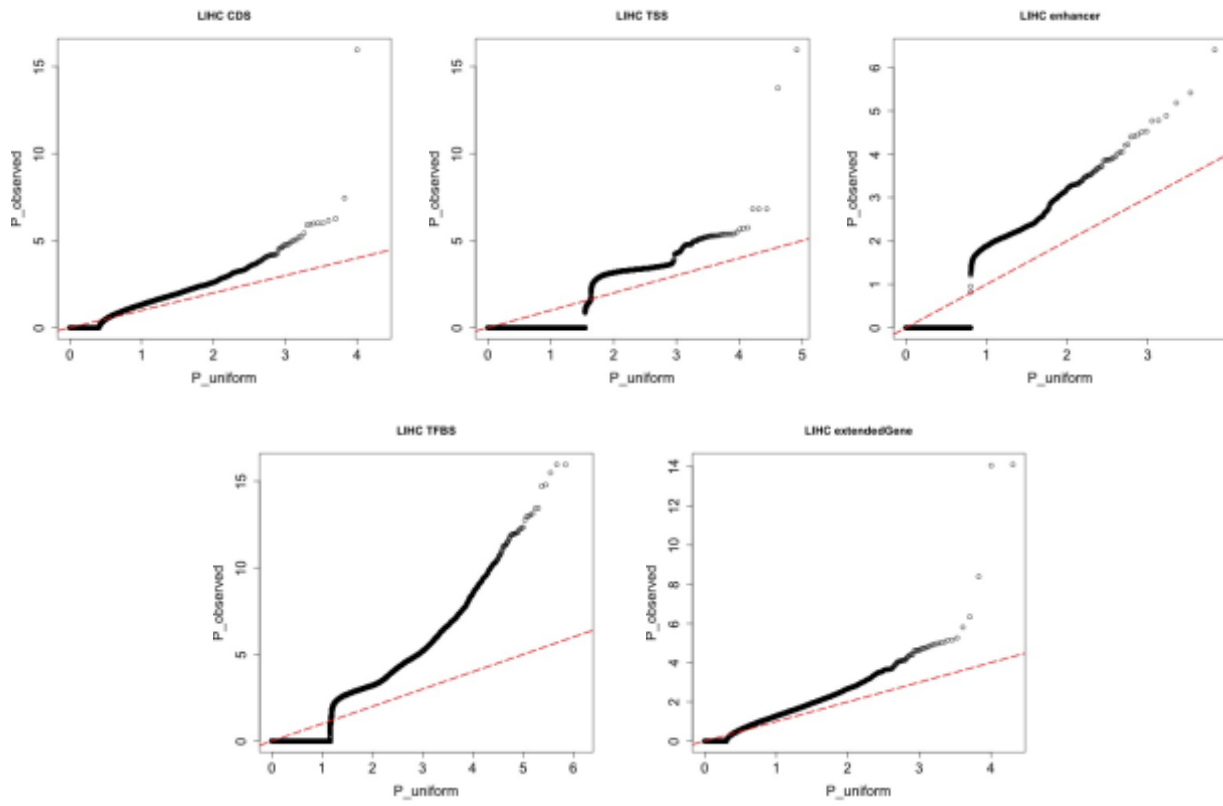 LIHC CDS
P_observed
15
10
5
0
0 1 2 3 4
P_uniform
LIHC TSS
P_observed
15
10
5
0
0 1 2 3 4 5
P_uniform
LIHC enhancer
P_observed
6
5
4
3
2
1
0
0 1 2 3
P_uniform
LIHC TFBS
P_observed
15
10
5
0
0 1 2 3 4 5 6
P_uniform
LIHC extendedGene
P_observed
14
12
10
8
6
4
2
0
0 1 2 3 4
P_uniform